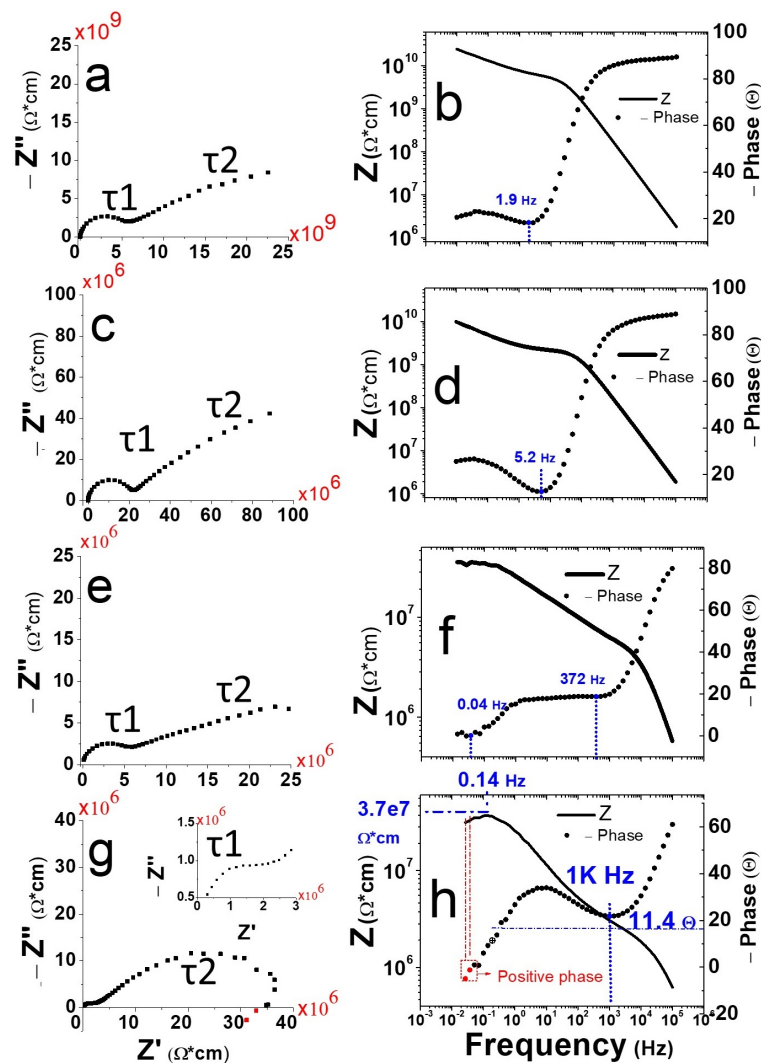 x10⁹
25
20
15
10
5
0
− Z'' (Ω*cm)
a
τ1
τ2
0 5 10 15 20 25
x10⁹
100
80
60
40
20
10¹⁰
10⁹
10⁸
10⁷
10⁶
Z (Ω*cm)
− Phase (Θ)
b
Z
− Phase
1.9 Hz
x10⁶
100
80
60
40
20
0
− Z'' (Ω*cm)
c
τ1
τ2
x10⁶
0 20 40 60 80 100
100
80
60
40
20
10¹⁰
10⁹
10⁸
10⁷
10⁶
Z (Ω*cm)
− Phase (Θ)
d
Z
− Phase
5.2 Hz
x10⁶
25
20
15
10
5
0
− Z'' (Ω*cm)
e
τ1
τ2
x10⁶
0 5 10 15 20 25
80
60
40
20
0
10⁷
10⁶
Z (Ω*cm)
− Phase (Θ)
f
Z
− Phase
0.04 Hz
372 Hz
x10⁶
40
30
20
10
0
− Z'' (Ω*cm)
g
x10⁶
1.5
1.0
0.5
− Z''
τ1
0 1 2 3
x10⁶
Z'
τ2
x10⁶
0 10 20 30 40
Z' (Ω*cm)
0.14 Hz
3.7e7
Ω*cm
60
40
20
0
-20
10⁷
10⁶
Z (Ω*cm)
− Phase (Θ)
Z
− Phase
1K Hz
h
11.4 Θ
Positive phase
10⁻³ 10⁻² 10⁻¹ 10⁰ 10¹ 10² 10³ 10⁴ 10⁵ 10⁶
Frequency (Hz)